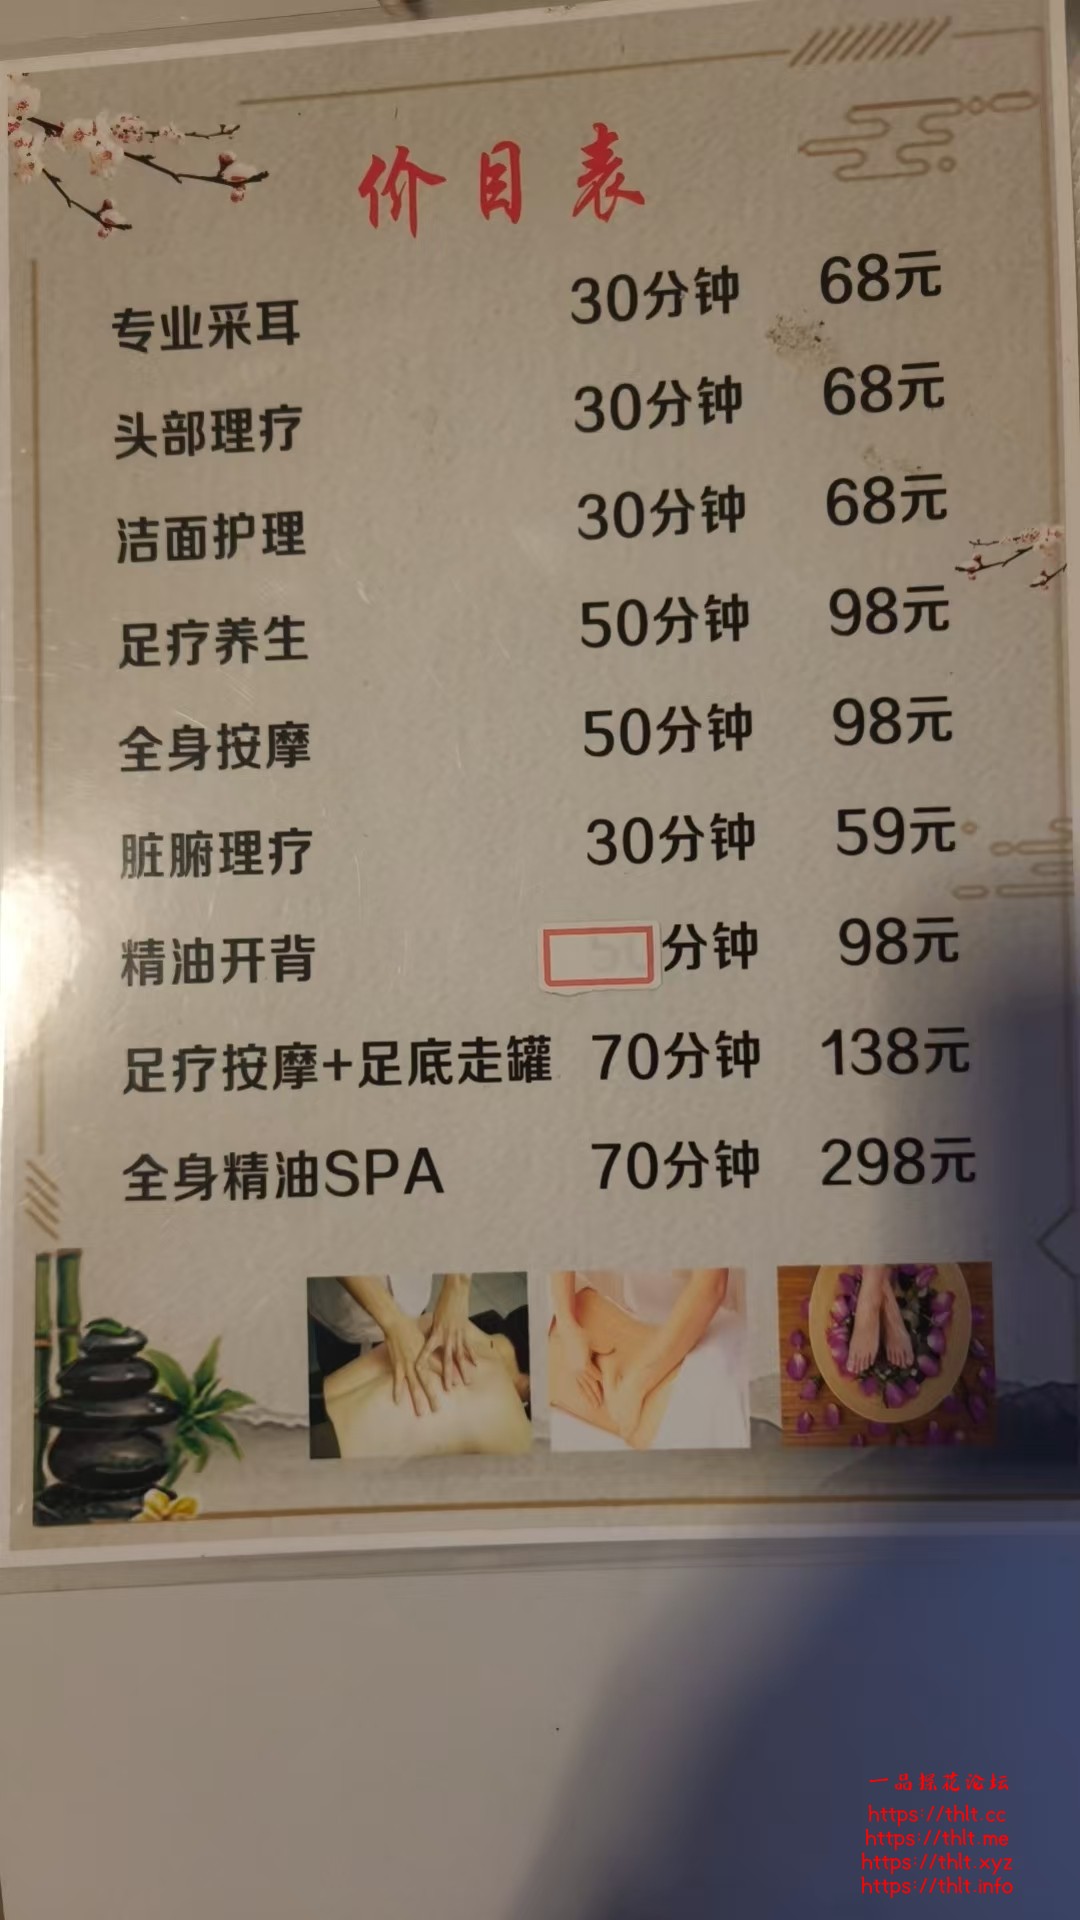 价目表
专业采耳 30分钟 68元
头部理疗 30分钟 68元
洁面护理 30分钟 68元
足疗养生 50分钟 98元
全身按摩 50分钟 98元
脏腑理疗 30分钟 59元
精油开背 分钟 98元
足疗按摩+足底走罐 70分钟 138元
全身精油SPA 70分钟 298元
一品探花论坛
https://thlt.cc
https://thlt.me
https://thlt.xyz
https://thlt.info